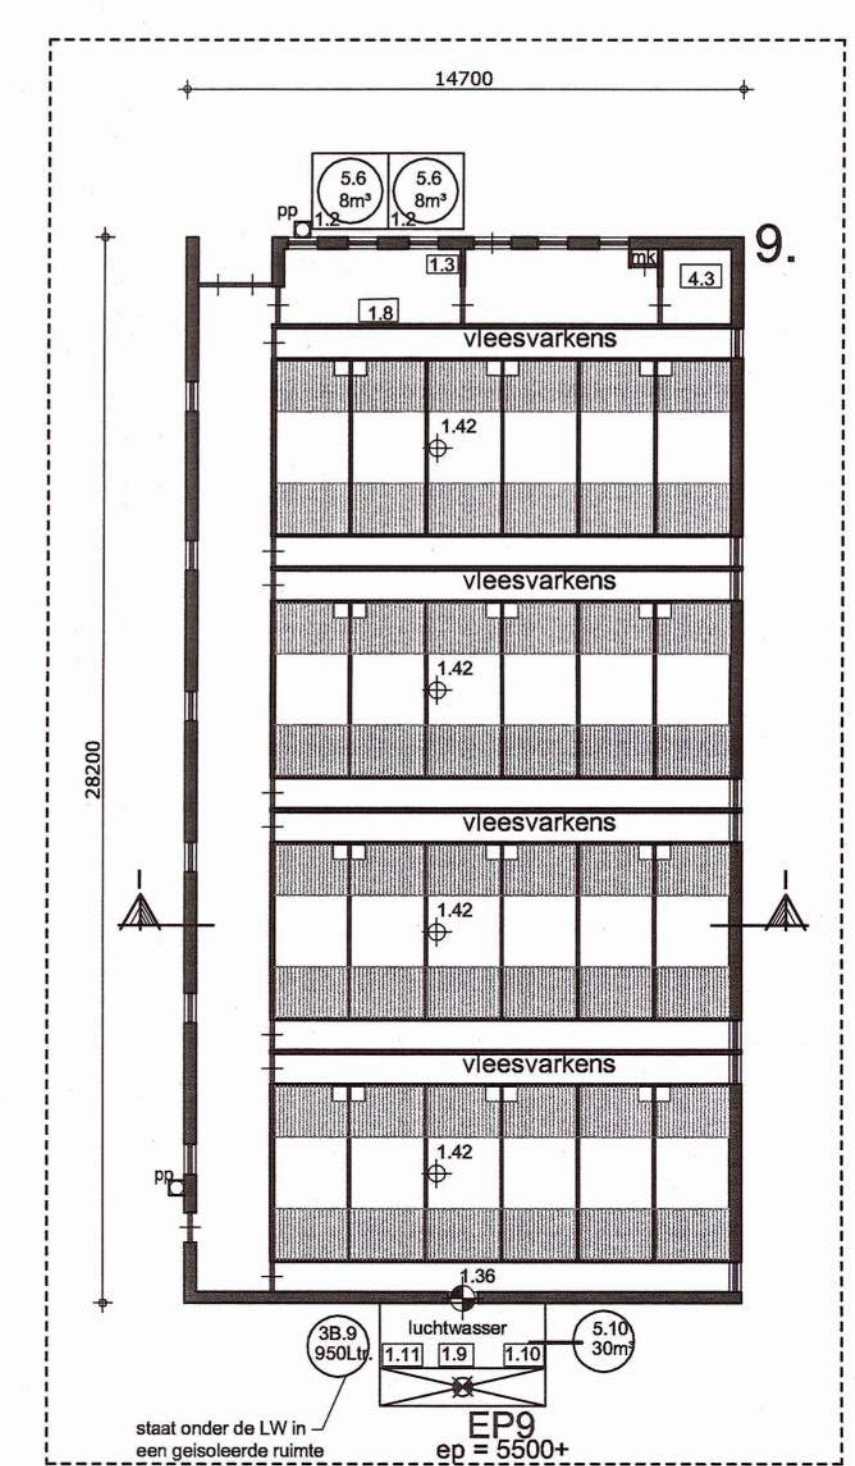 14700
5.6
8m³
5.6
8m³
1.2
1.2
pp
9.
1.3
mk
4.3
1.8
vleesvarkens
1.42
vleesvarkens
1.42
28200
vleesvarkens
I
I
1.42
vleesvarkens
1.42
pp
1.36
luchtwasser
3B.9
950Ltr.
5.10
30m³
1.11
1.9
1.10
EP9
staat onder de LW in
een geisoleerde ruimte
ep = 5500+